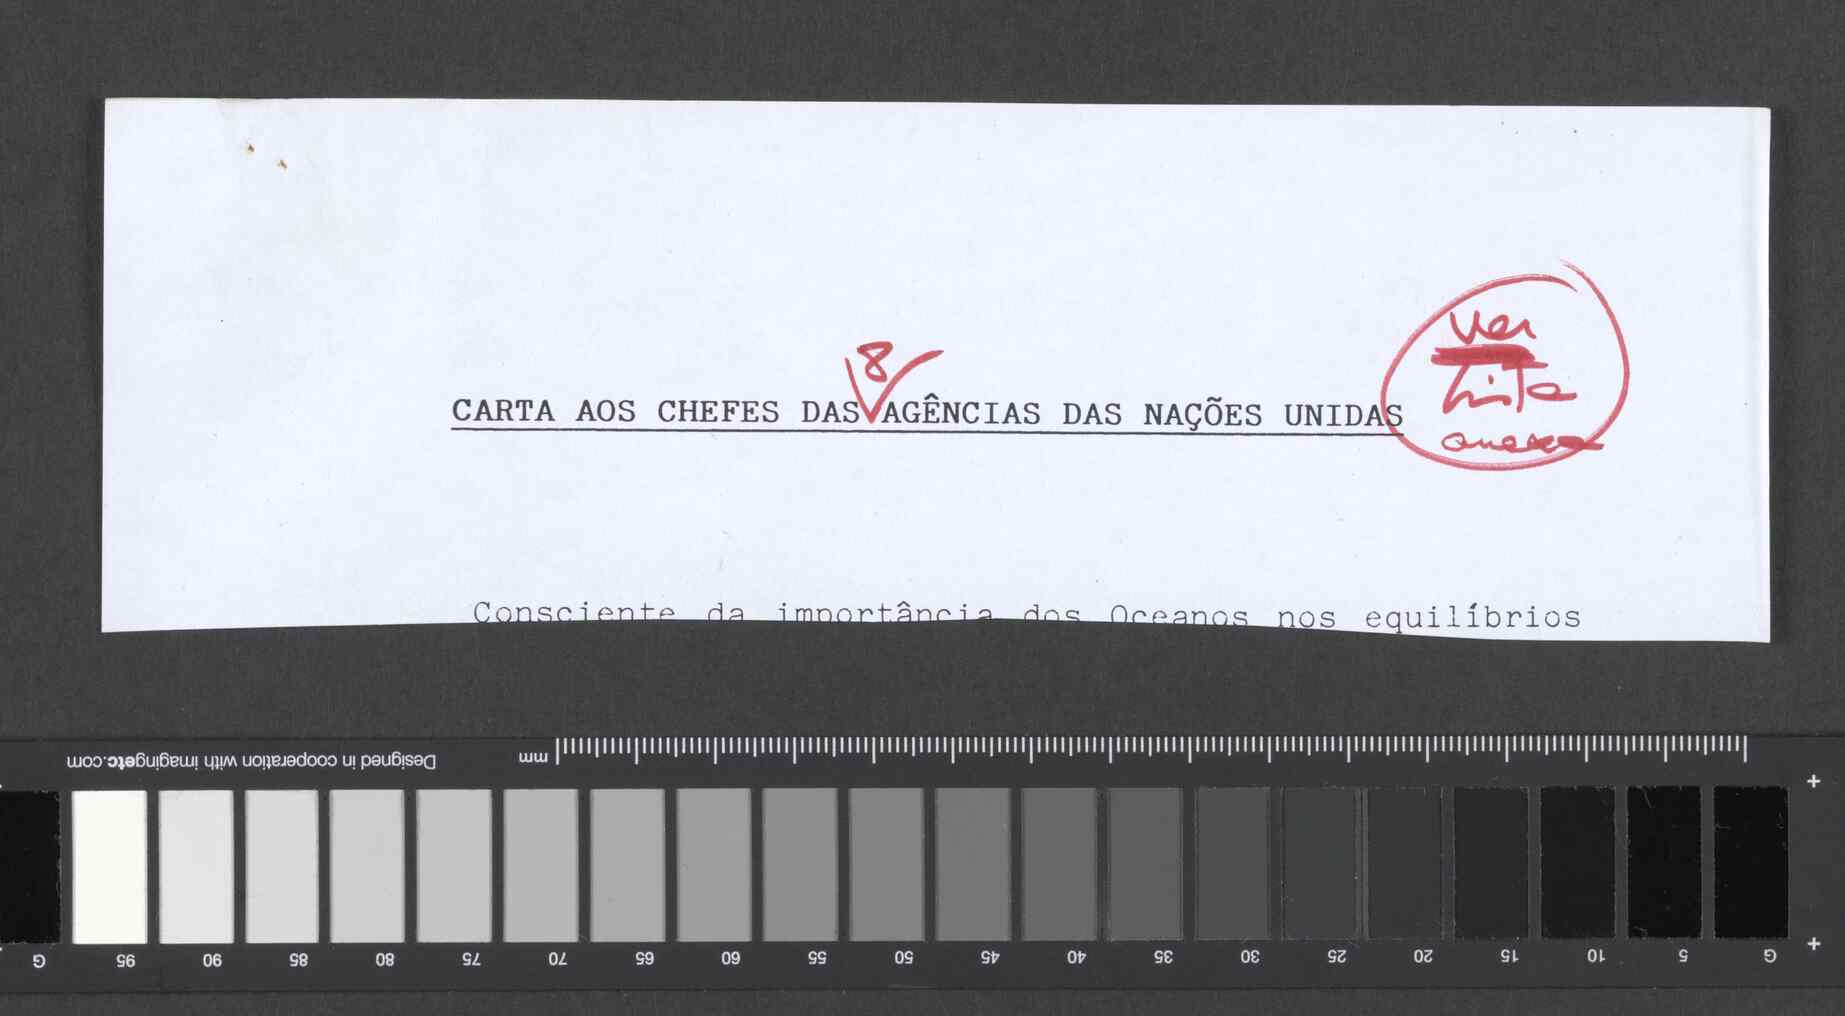 8
CARTA AOS CHEFES DAS AGÊNCIAS DAS NAÇÕES UNIDAS
ver
lista
anexa
Consciente da importância dos Oceanos nos equilíbrios
Designed in cooperation with imagingetc.com
mm
G 95 90 85 80 75 70 65 60 55 50 45 40 35 30 25 20 15 10 5 G